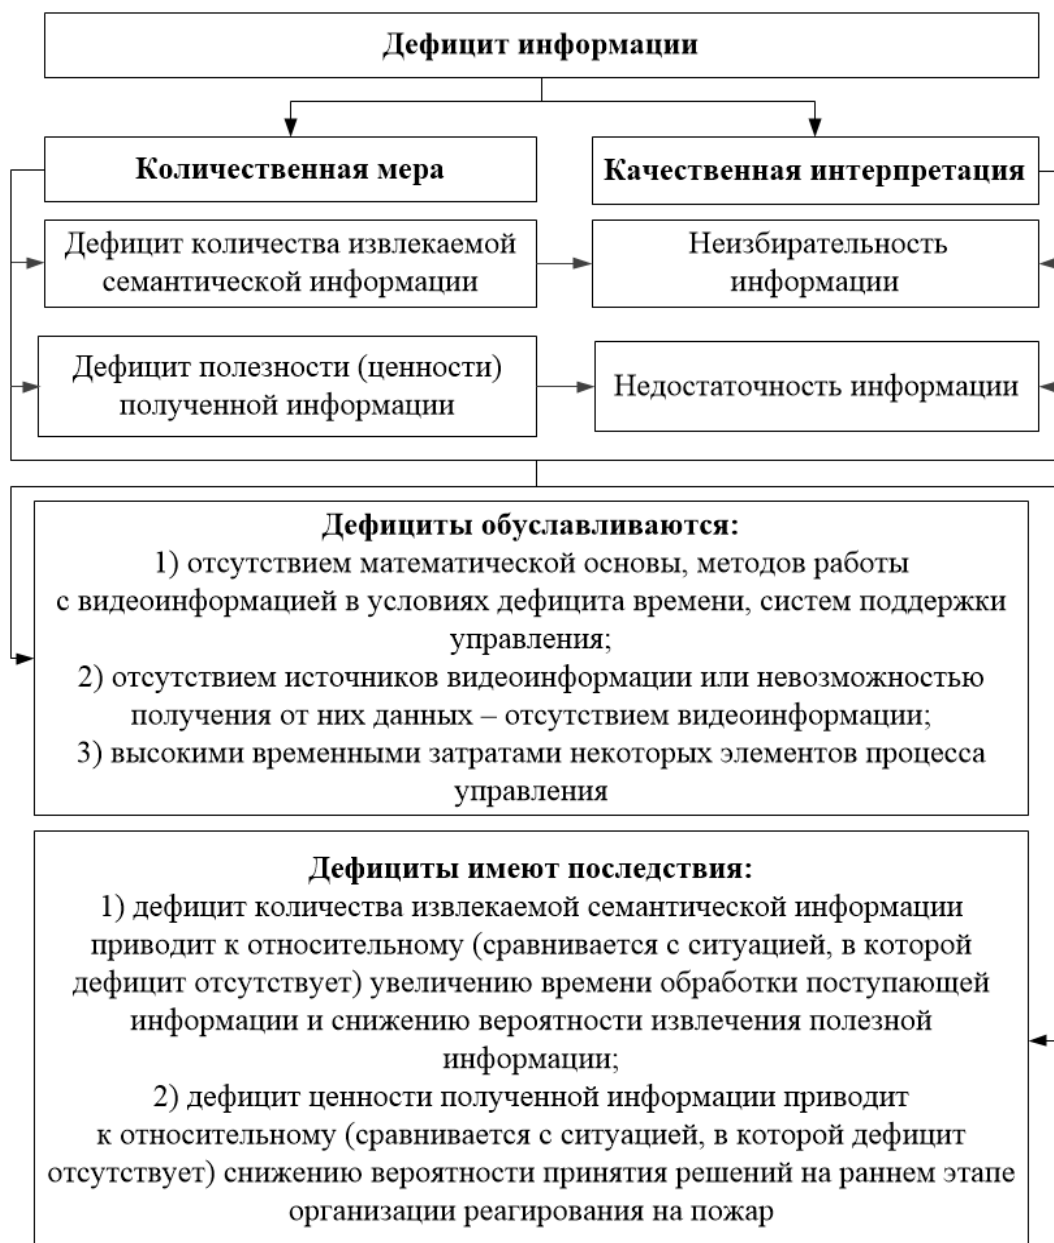 Дефицит информации
Количественная мера
Качественная интерпретация
Дефицит количества извлекаемой
семантической информации
Неизбирательность
информации
Дефицит полезности (ценности)
полученной информации
Недостаточность информации
Дефициты обуславливаются:
1) отсутствием математической основы, методов работы
с видеоинформацией в условиях дефицита времени, систем поддержки
управления;
2) отсутствием источников видеоинформации или невозможностью
получения от них данных – отсутствием видеоинформации;
3) высокими временными затратами некоторых элементов процесса
управления
Дефициты имеют последствия:
1) дефицит количества извлекаемой семантической информации
приводит к относительному (сравнивается с ситуацией, в которой
дефицит отсутствует) увеличению времени обработки поступающей
информации и снижению вероятности извлечения полезной
информации;
2) дефицит ценности полученной информации приводит
к относительному (сравнивается с ситуацией, в которой дефицит
отсутствует) снижению вероятности принятия решений на раннем этапе
организации реагирования на пожар